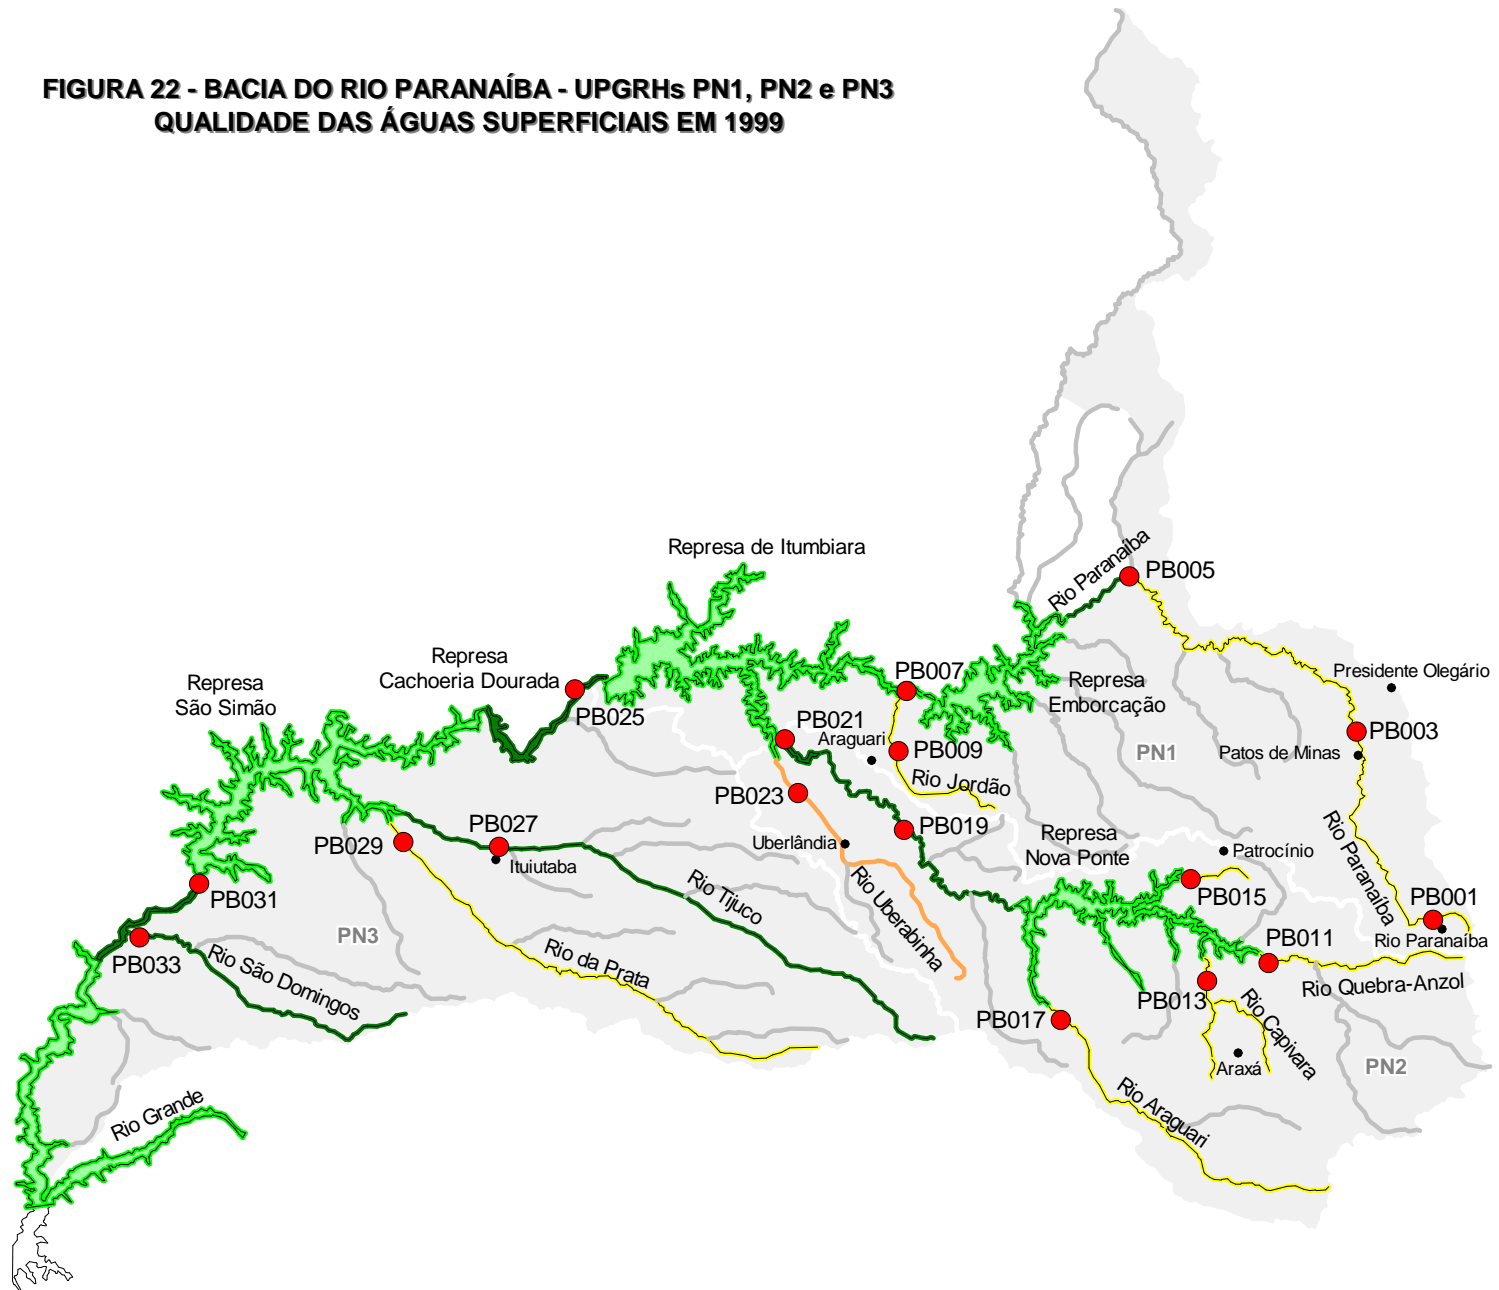 FIGURA 22 - BACIA DO RIO PARANAÍBA - UPGRHs PN1, PN2 e PN3
QUALIDADE DAS ÁGUAS SUPERFICIAIS EM 1999
Represa de Itumbiara
Rio Paranaíba
PB005
Represa
Cachoeria Dourada
PB007
Presidente Olegário
Represa
São Simão
Represa
Emborcação
PB025
PB021
Araguari
PB009
PN1
Patos de Minas
PB003
Rio Jordão
PB023
PB027
PB029
Ituiutaba
Uberlândia
PB019
Represa
Nova Ponte
Patrocínio
Rio Paranaíba
PB031
Rio Tijuco
Rio Uberabinha
PB015
PB001
Rio Paranaíba
PN3
PB033
Rio São Domingos
Rio da Prata
PB011
Rio Quebra-Anzol
PB013
Rio Capivara
PB017
Araxá
PN2
Rio Grande
Rio Araguari